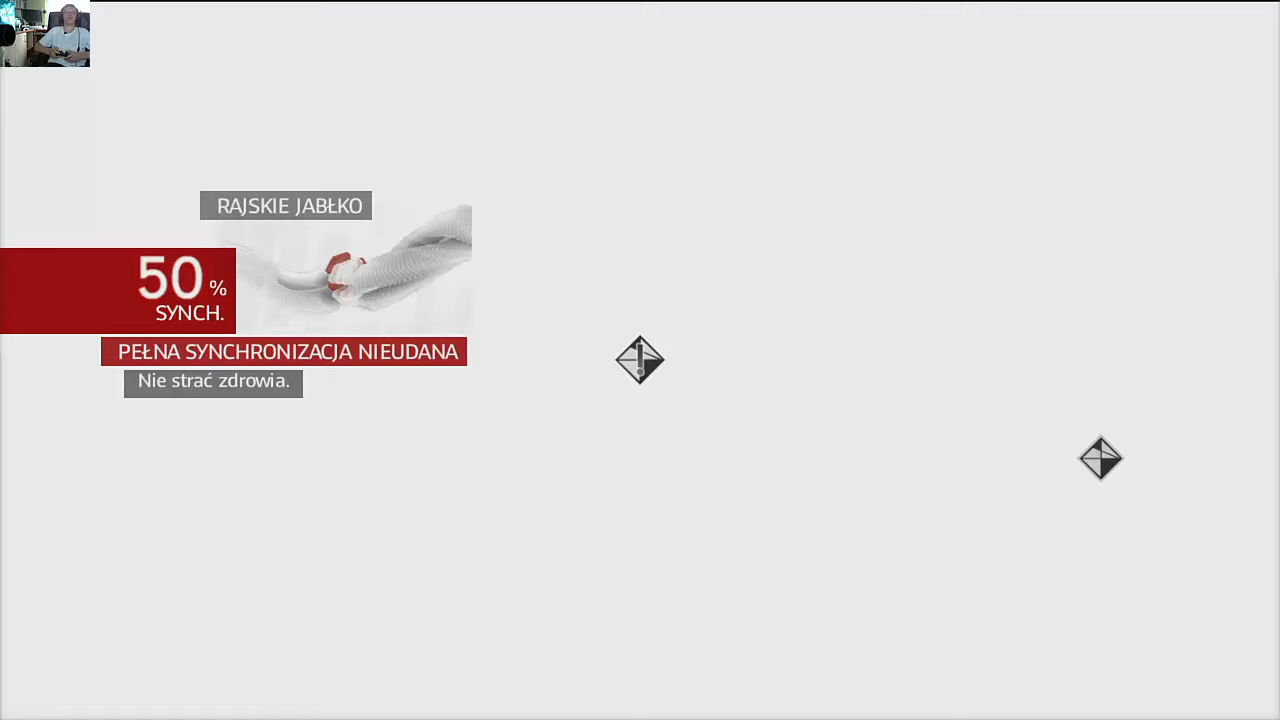 RAJSKIE JABŁKO
50 %
SYNCH.
PEŁNA SYNCHRONIZACJA NIEUDANA
Nie strać zdrowia.